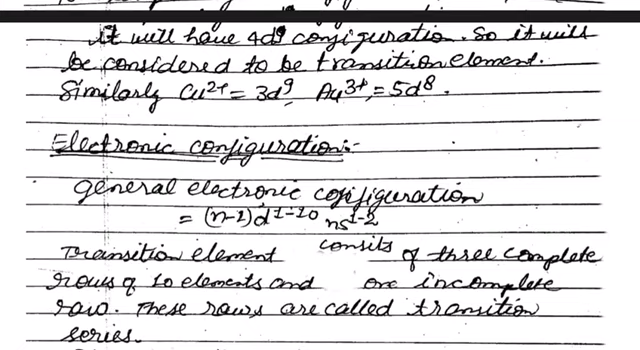 it will have 4d⁹ configuration. So it will
be considered to be transition element.
Similarly Cu²⁺ = 3d⁹, Au³⁺ = 5d⁸.
Electronic configuration:-
general electronic configuration
= (n-1)d¹⁻¹⁰ ns¹⁻²
Transition element consits of three complete
rows of 10 elements and one incomplete
row. These rows are called transition
series.